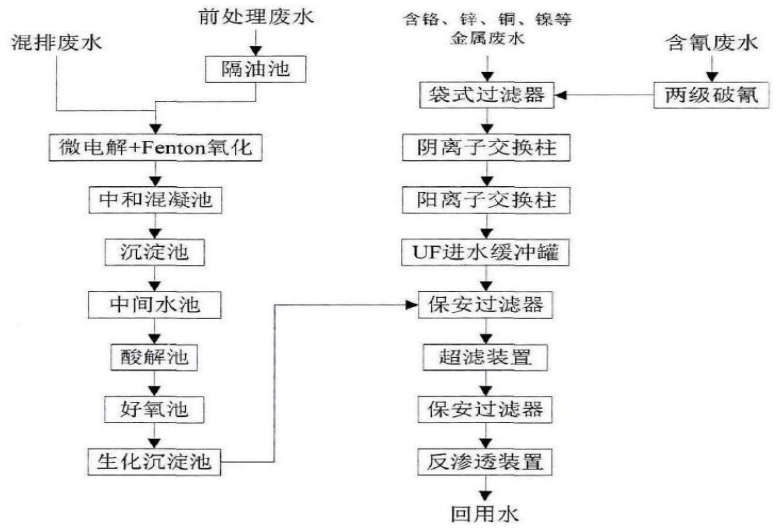 前处理废水
混排废水
隔油池
微电解+Fenton氧化
中和混凝池
沉淀池
中间水池
酸解池
好氧池
生化沉淀池
含铬、锌、铜、镍等
金属废水
含氰废水
袋式过滤器
两级破氰
阴离子交换柱
阳离子交换柱
UF进水缓冲罐
保安过滤器
超滤装置
保安过滤器
反渗透装置
回用水